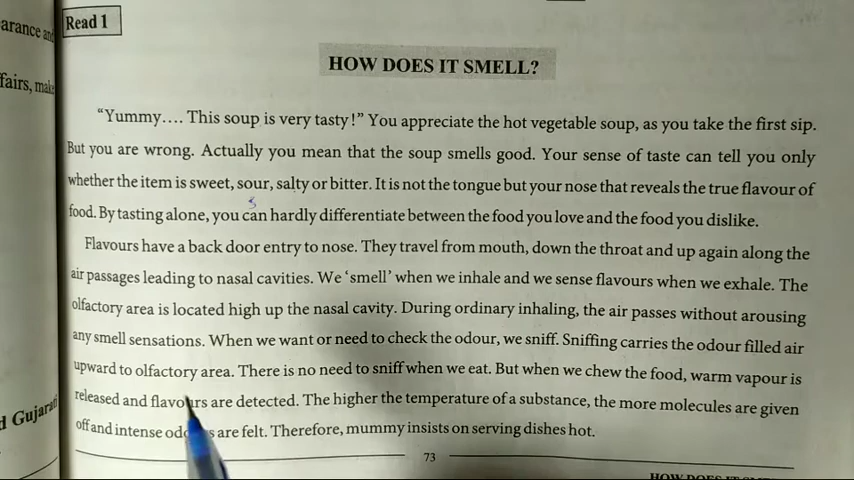 arance and
fairs, make
d Gujarati
Read 1
HOW DOES IT SMELL?
"Yummy.... This soup is very tasty!" You appreciate the hot vegetable soup, as you take the first sip.
But you are wrong. Actually you mean that the soup smells good. Your sense of taste can tell you only
whether the item is sweet, sour, salty or bitter. It is not the tongue but your nose that reveals the true flavour of
food. By tasting alone, you can hardly differentiate between the food you love and the food you dislike.
Flavours have a back door entry to nose. They travel from mouth, down the throat and up again along the
air passages leading to nasal cavities. We 'smell' when we inhale and we sense flavours when we exhale. The
olfactory area is located high up the nasal cavity. During ordinary inhaling, the air passes without arousing
any smell sensations. When we want or need to check the odour, we sniff. Sniffing carries the odour filled air
upward to olfactory area. There is no need to sniff when we eat. But when we chew the food, warm vapour is
released and flavours are detected. The higher the temperature of a substance, the more molecules are given
off and intense are felt. Therefore, mummy insists on serving dishes hot.
73